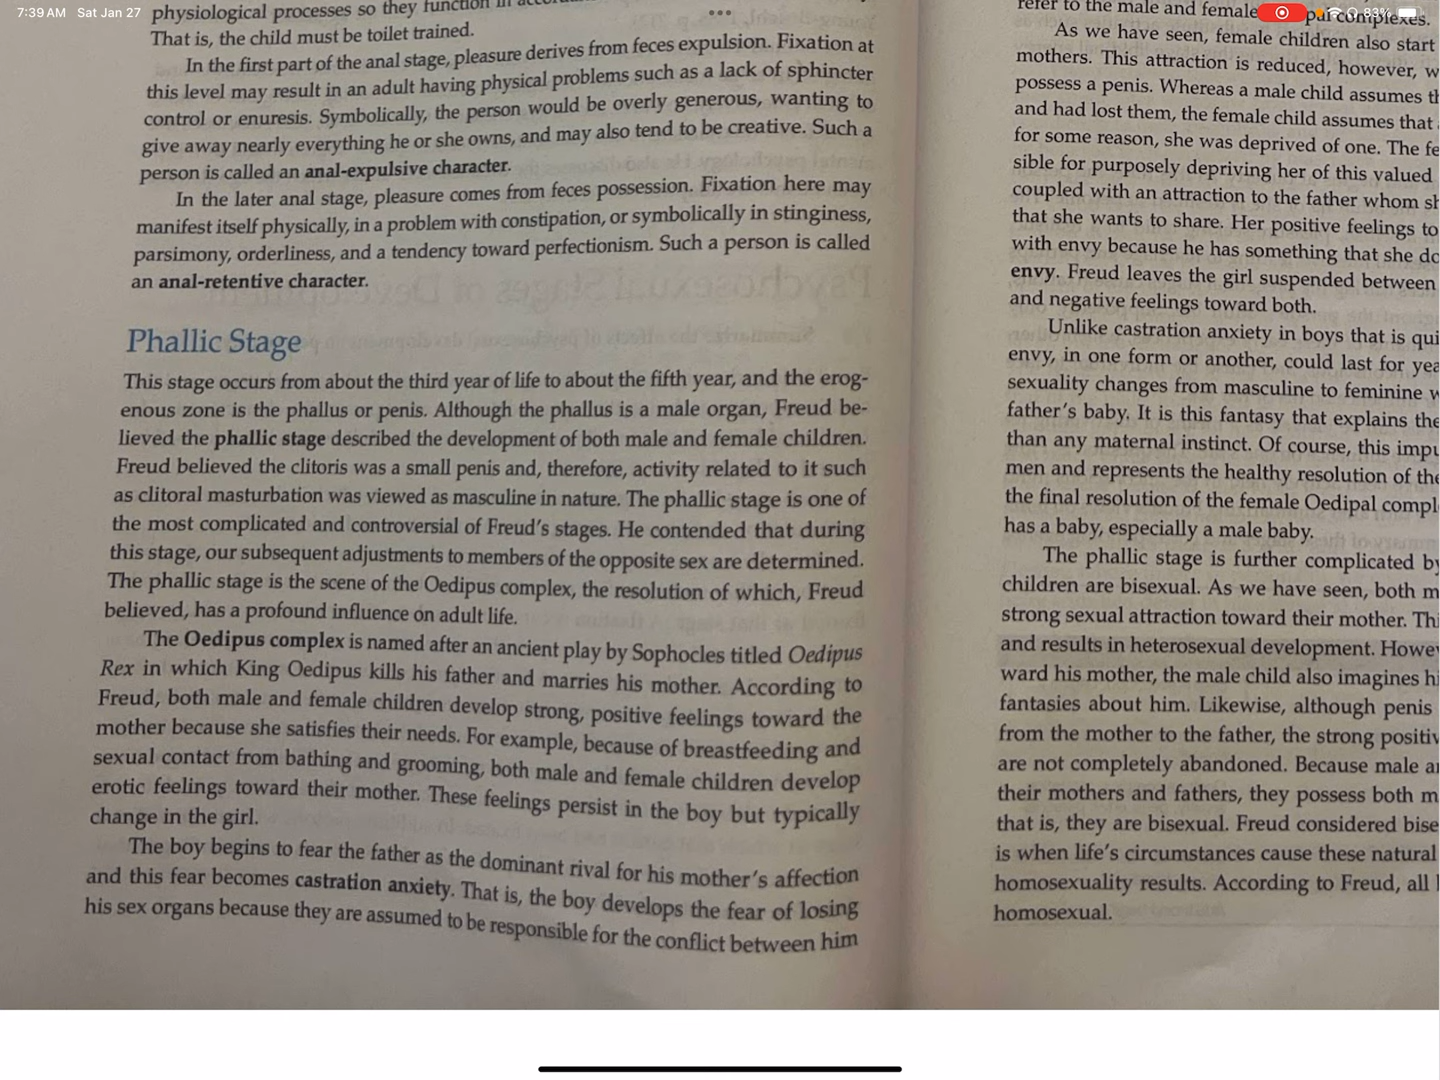 7:39 AM Sat Jan 27
83%
physiological processes so they function in
That is, the child must be toilet trained.
In the first part of the anal stage, pleasure derives from feces expulsion. Fixation at
this level may result in an adult having physical problems such as a lack of sphincter
control or enuresis. Symbolically, the person would be overly generous, wanting to
give away nearly everything he or she owns, and may also tend to be creative. Such a
person is called an anal-expulsive character.
In the later anal stage, pleasure comes from feces possession. Fixation here may
manifest itself physically, in a problem with constipation, or symbolically in stinginess,
parsimony, orderliness, and a tendency toward perfectionism. Such a person is called
an anal-retentive character.
Phallic Stage
This stage occurs from about the third year of life to about the fifth year, and the erog-
enous zone is the phallus or penis. Although the phallus is a male organ, Freud be-
lieved the phallic stage described the development of both male and female children.
Freud believed the clitoris was a small penis and, therefore, activity related to it such
as clitoral masturbation was viewed as masculine in nature. The phallic stage is one of
the most complicated and controversial of Freud's stages. He contended that during
this stage, our subsequent adjustments to members of the opposite sex are determined.
The phallic stage is the scene of the Oedipus complex, the resolution of which, Freud
believed, has a profound influence on adult life.
The Oedipus complex is named after an ancient play by Sophocles titled Oedipus
Rex in which King Oedipus kills his father and marries his mother. According to
Freud, both male and female children develop strong, positive feelings toward the
mother because she satisfies their needs. For example, because of breastfeeding and
sexual contact from bathing and grooming, both male and female children develop
erotic feelings toward their mother. These feelings persist in the boy but typically
change in the girl.
The boy begins to fear the father as the dominant rival for his mother's affection
and this fear becomes castration anxiety. That is, the boy develops the fear of losing
his sex organs because they are assumed to be responsible for the conflict between him
refer to the male and female complexes.
As we have seen, female children also start
mothers. This attraction is reduced, however, w
possess a penis. Whereas a male child assumes th
and had lost them, the female child assumes that
for some reason, she was deprived of one. The fe
sible for purposely depriving her of this valued
coupled with an attraction to the father whom sh
that she wants to share. Her positive feelings to
with envy because he has something that she do
envy. Freud leaves the girl suspended between
and negative feelings toward both.
Unlike castration anxiety in boys that is qui
envy, in one form or another, could last for yea
sexuality changes from masculine to feminine w
father's baby. It is this fantasy that explains the
than any maternal instinct. Of course, this impu
men and represents the healthy resolution of the
the final resolution of the female Oedipal compl
has a baby, especially a male baby.
The phallic stage is further complicated by
children are bisexual. As we have seen, both m
strong sexual attraction toward their mother. Thi
and results in heterosexual development. Howev
ward his mother, the male child also imagines hi
fantasies about him. Likewise, although penis
from the mother to the father, the strong positiv
are not completely abandoned. Because male an
their mothers and fathers, they possess both m
that is, they are bisexual. Freud considered bise
is when life's circumstances cause these natural
homosexuality results. According to Freud, all
homosexual.